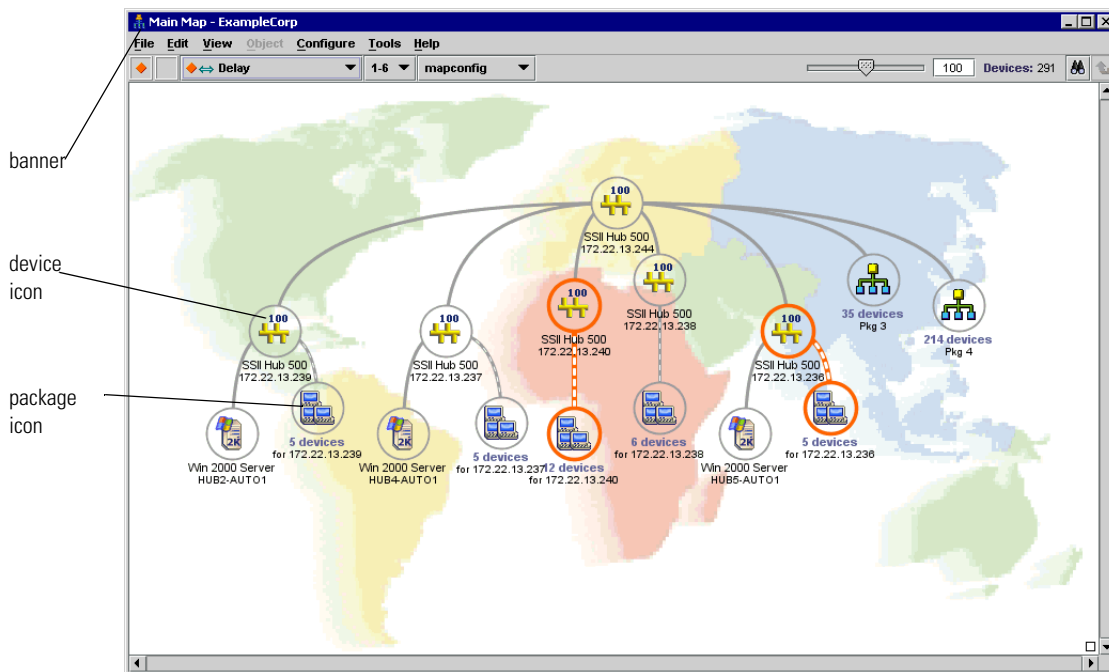 Main Map - ExampleCorp
File Edit View Object Configure Tools Help
Delay 1-6 mapconfig 100 Devices: 291
banner
device
icon
package
icon
100
SSII Hub 500
172.22.13.244
100
SSII Hub 500
172.22.13.239
100
SSII Hub 500
172.22.13.237
100
SSII Hub 500
172.22.13.240
100
SSII Hub 500
172.22.13.238
100
SSII Hub 500
172.22.13.236
35 devices
Pkg 3
214 devices
Pkg 4
2K
Win 2000 Server
HUB2-AUTO1
5 devices
for 172.22.13.239
2K
Win 2000 Server
HUB4-AUTO1
5 devices
for 172.22.13.237
12 devices
for 172.22.13.240
6 devices
for 172.22.13.238
2K
Win 2000 Server
HUB5-AUTO1
5 devices
for 172.22.13.236